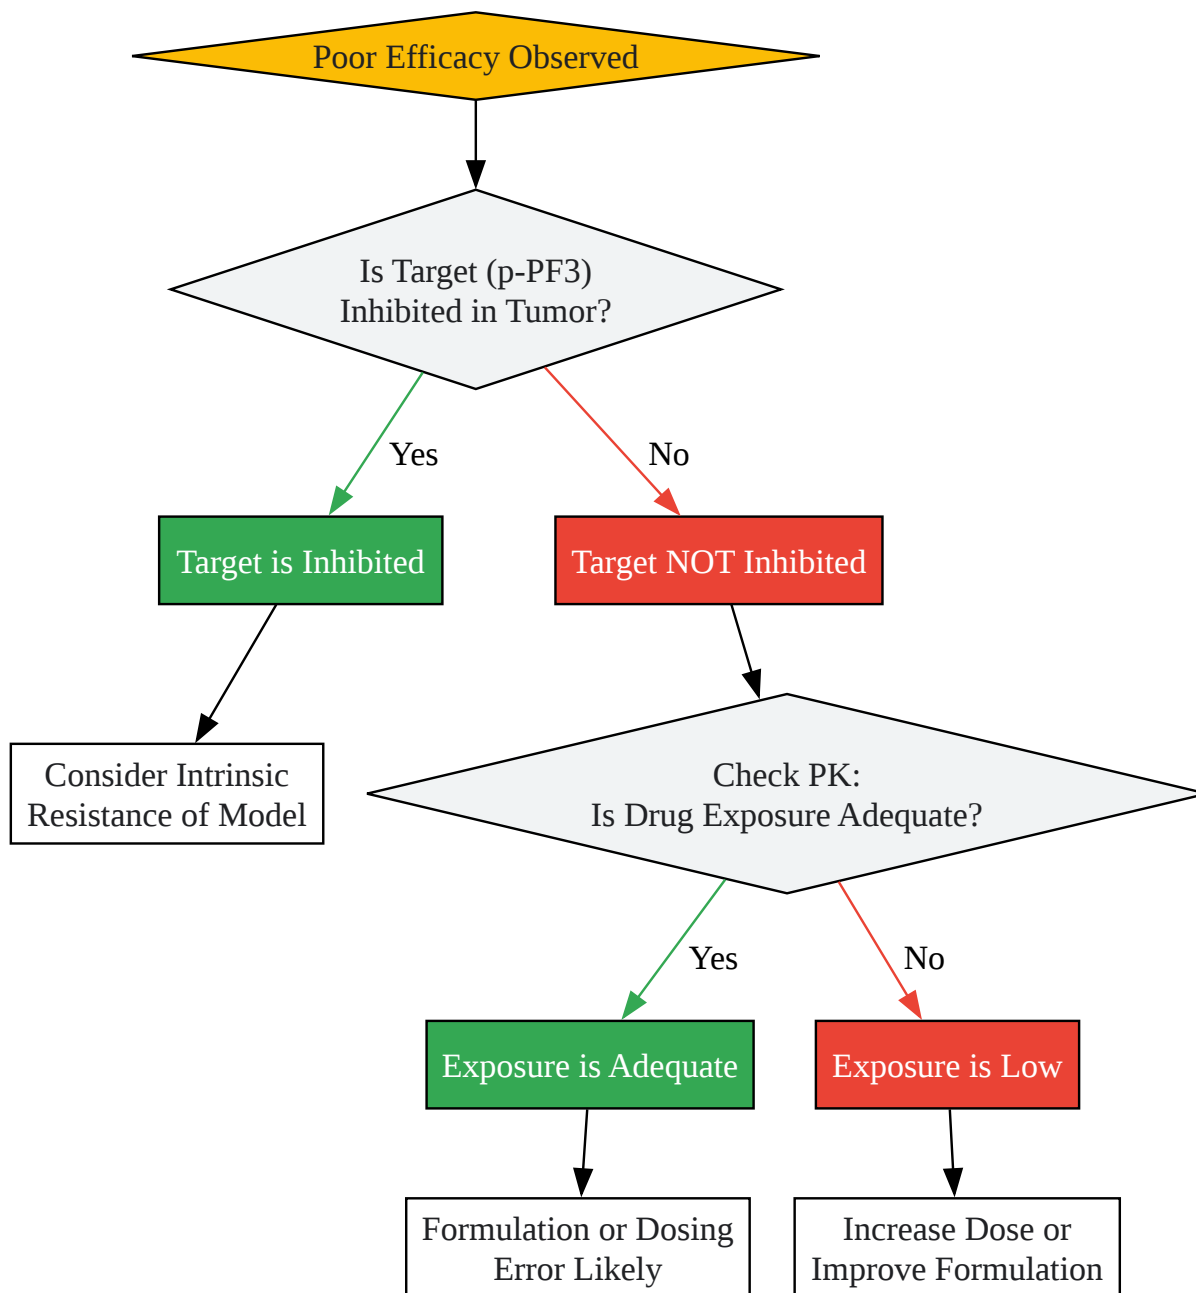 Poor Efficacy Observed
Is Target (p-PF3)
Inhibited in Tumor?
Yes
No
Target is Inhibited
Target NOT Inhibited
Consider Intrinsic
Resistance of Model
Check PK:
Is Drug Exposure Adequate?
Yes
No
Exposure is Adequate
Exposure is Low
Formulation or Dosing
Error Likely
Increase Dose or
Improve Formulation